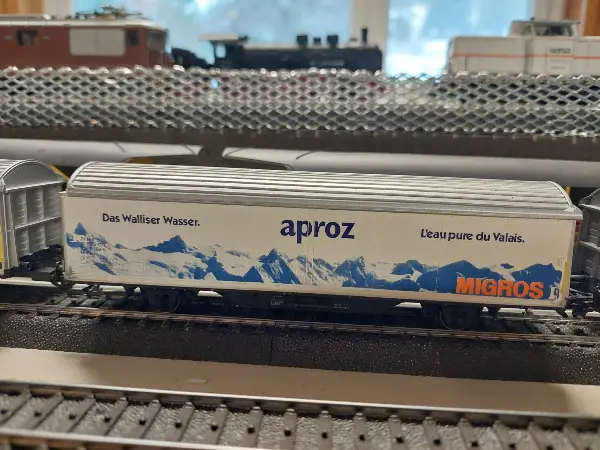 Das Walliser Wasser.
aproz
L'eau pure du Valais.
MIGROS